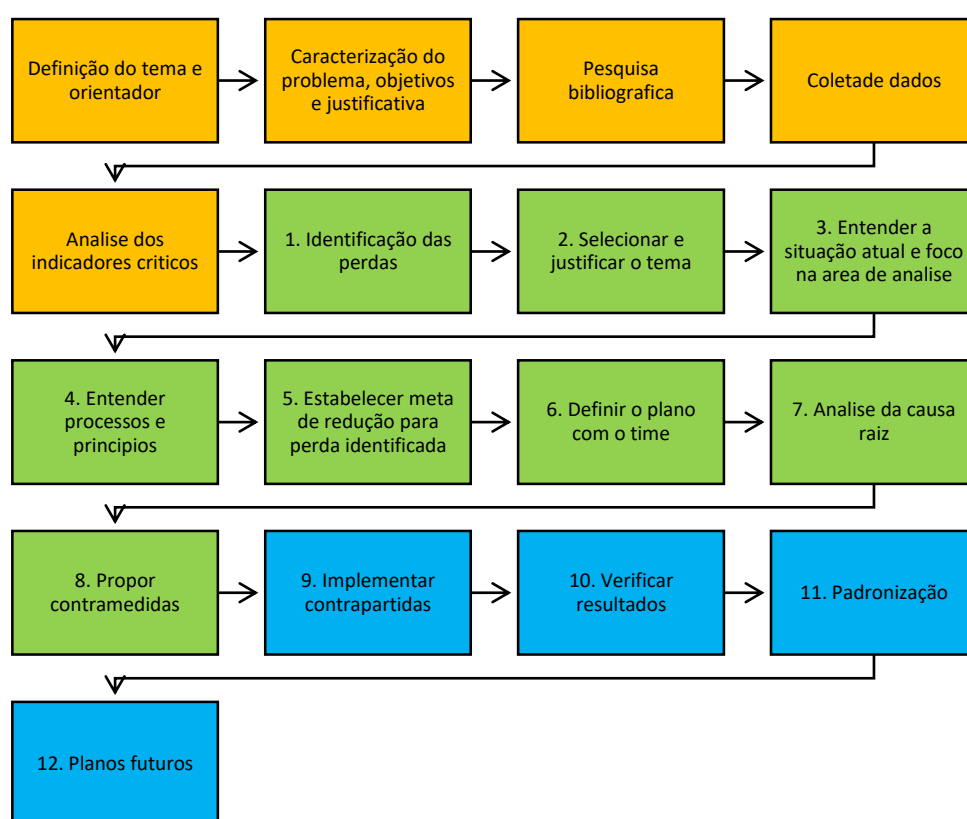 Definição do tema e
orientador
Caracterização do
problema, objetivos
e justificativa
Pesquisa
bibliografica
Coletade dados
Analise dos
indicadores criticos
1. Identificação das
perdas
2. Selecionar e
justificar o tema
3. Entender a
situação atual e foco
na area de analise
4. Entender
processos e
principios
5. Estabelecer meta
de redução para
perda identificada
6. Definir o plano
com o time
7. Analise da causa
raiz
8. Propor
contramedidas
9. Implementar
contrapartidas
10. Verificar
resultados
11. Padronização
12. Planos futuros